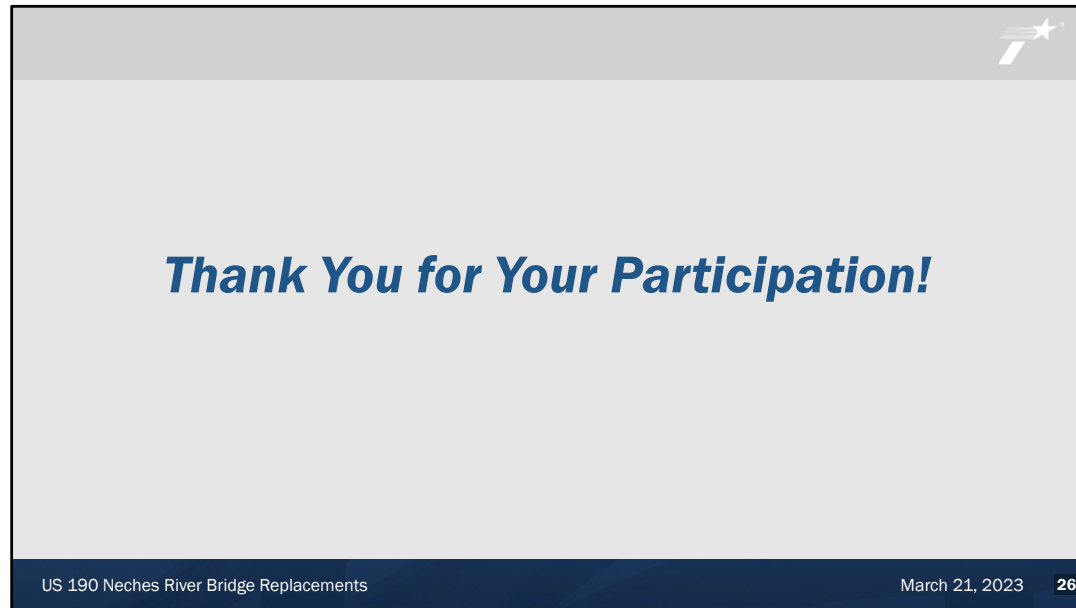 Thank You for Your Participation!
US 190 Neches River Bridge Replacements
March 21, 2023 26